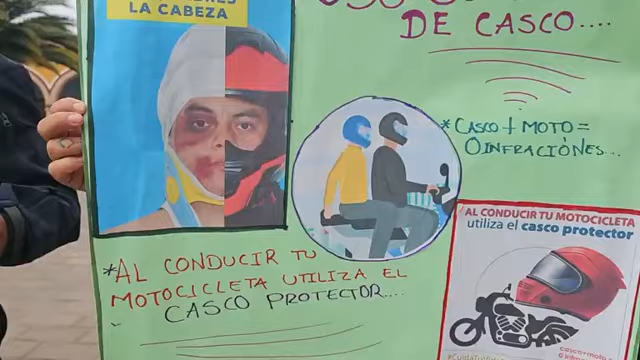 LA CABEZA
DE CASCO....
*CASCO + MOTO =
0 INFRACIÓNES...
*AL CONDUCIR TU
MOTOCICLETA UTILIZA EL
CASCO PROTECTOR....
AL CONDUCIR TU MOTOCICLETA
utiliza el casco protector